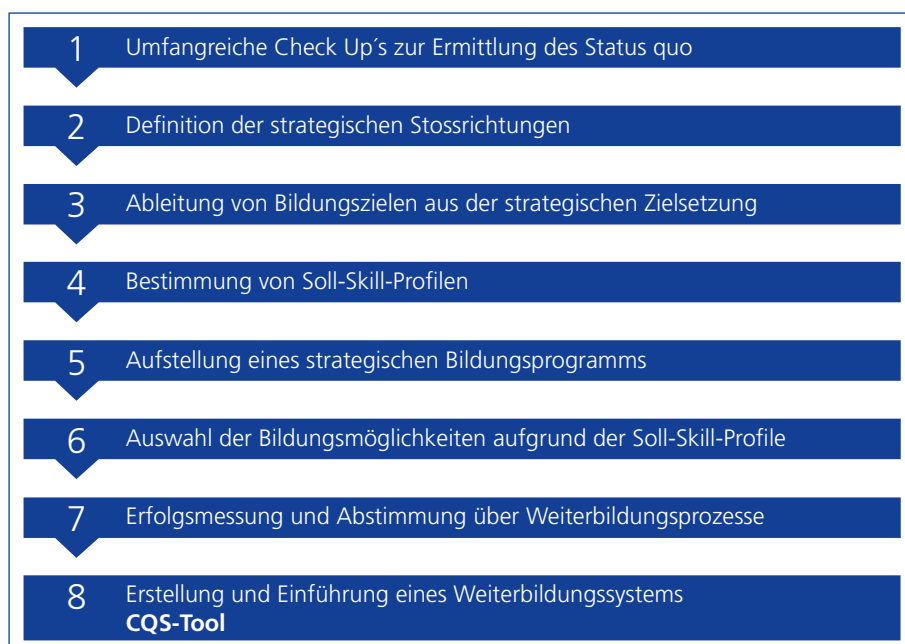 1 Umfangreiche Check Up´s zur Ermittlung des Status quo
2 Definition der strategischen Stossrichtungen
3 Ableitung von Bildungszielen aus der strategischen Zielsetzung
4 Bestimmung von Soll-Skill-Profilen
5 Aufstellung eines strategischen Bildungsprogramms
6 Auswahl der Bildungsmöglichkeiten aufgrund der Soll-Skill-Profile
7 Erfolgsmessung und Abstimmung über Weiterbildungsprozesse
8 Erstellung und Einführung eines Weiterbildungssystems
CQS-Tool